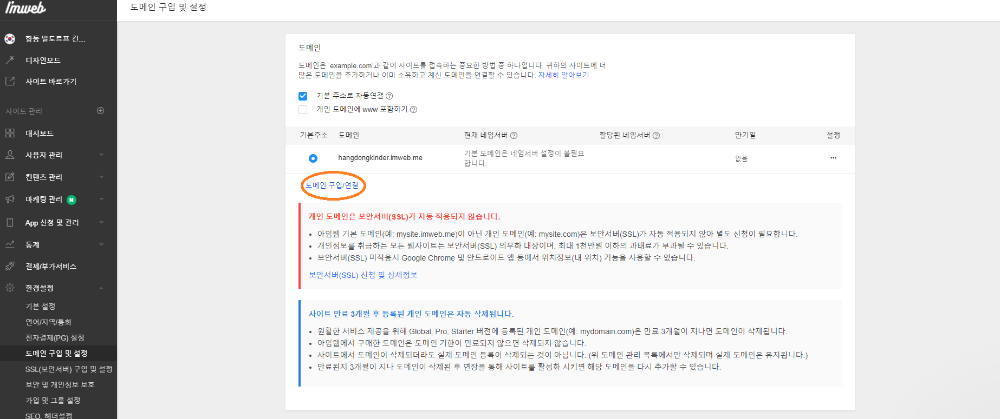 I'mweb
도메인 구입 및 설정
항동 발도르프 킨...
디자인모드
사이트 바로가기
사이트 관리
대시보드
사용자 관리
컨텐츠 관리
마케팅 관리 N
App 신청 및 관리
통계
결제/부가서비스
환경설정
기본 설정
언어/지역/통화
전자결제(PG) 설정
도메인 구입 및 설정
SSL(보안서버) 구입 및 설정
보안 및 개인정보 보호
가입 및 그룹 설정
SEO, 헤더설정
도메인
도메인은 ‘example.com’과 같이 사이트를 접속하는 중요한 방법 중 하나입니다. 귀하의 사이트에 더
많은 도메인을 추가하거나 이미 소유하고 계신 도메인을 연결할 수 있습니다. 자세히 알아보기
기본 주소로 자동연결 ?
개인 도메인에 www 포함하기 ?
기본주소 도메인 현재 네임서버 ? 할당된 네임서버 ? 만기일 설정
hangdongkinder.imweb.me 기본 도메인은 네임서버 설정이 불필요 없음 ...
합니다.
도메인 구입/연결
개인 도메인은 보안서버(SSL)가 자동 적용되지 않습니다.
• 아임웹 기본 도메인(예: mysite.imweb.me)이 아닌 개인 도메인(예: mysite.com)은 보안서버(SSL)가 자동 적용되지 않아 별도 신청이 필요합니다.
• 개인정보를 취급하는 모든 웹사이트는 보안서버(SSL) 의무화 대상이며, 최대 1천만원 이하의 과태료가 부과될 수 있습니다.
• 보안서버(SSL) 미적용시 Google Chrome 및 안드로이드 앱 등에서 위치정보(내 위치) 기능을 사용할 수 없습니다.
보안서버(SSL) 신청 및 상세정보
사이트 만료 3개월 후 등록된 개인 도메인은 자동 삭제됩니다.
• 원활한 서비스 제공을 위해 Global, Pro, Starter 버전에 등록된 개인 도메인(예: mydomain.com)은 만료 3개월이 지나면 도메인이 삭제됩니다.
• 아임웹에서 구매한 도메인은 도메인 기한이 만료되지 않으면 삭제되지 않습니다.
• 사이트에서 도메인이 삭제되더라도 실제 도메인 등록이 삭제되는 것이 아닙니다. (위 도메인 관리 목록에서만 삭제되며 실제 도메인은 유지됩니다.)
• 만료된지 3개월이 지나 도메인이 삭제된 후 연장을 통해 사이트를 활성화 시키면 해당 도메인을 다시 추가할 수 있습니다.